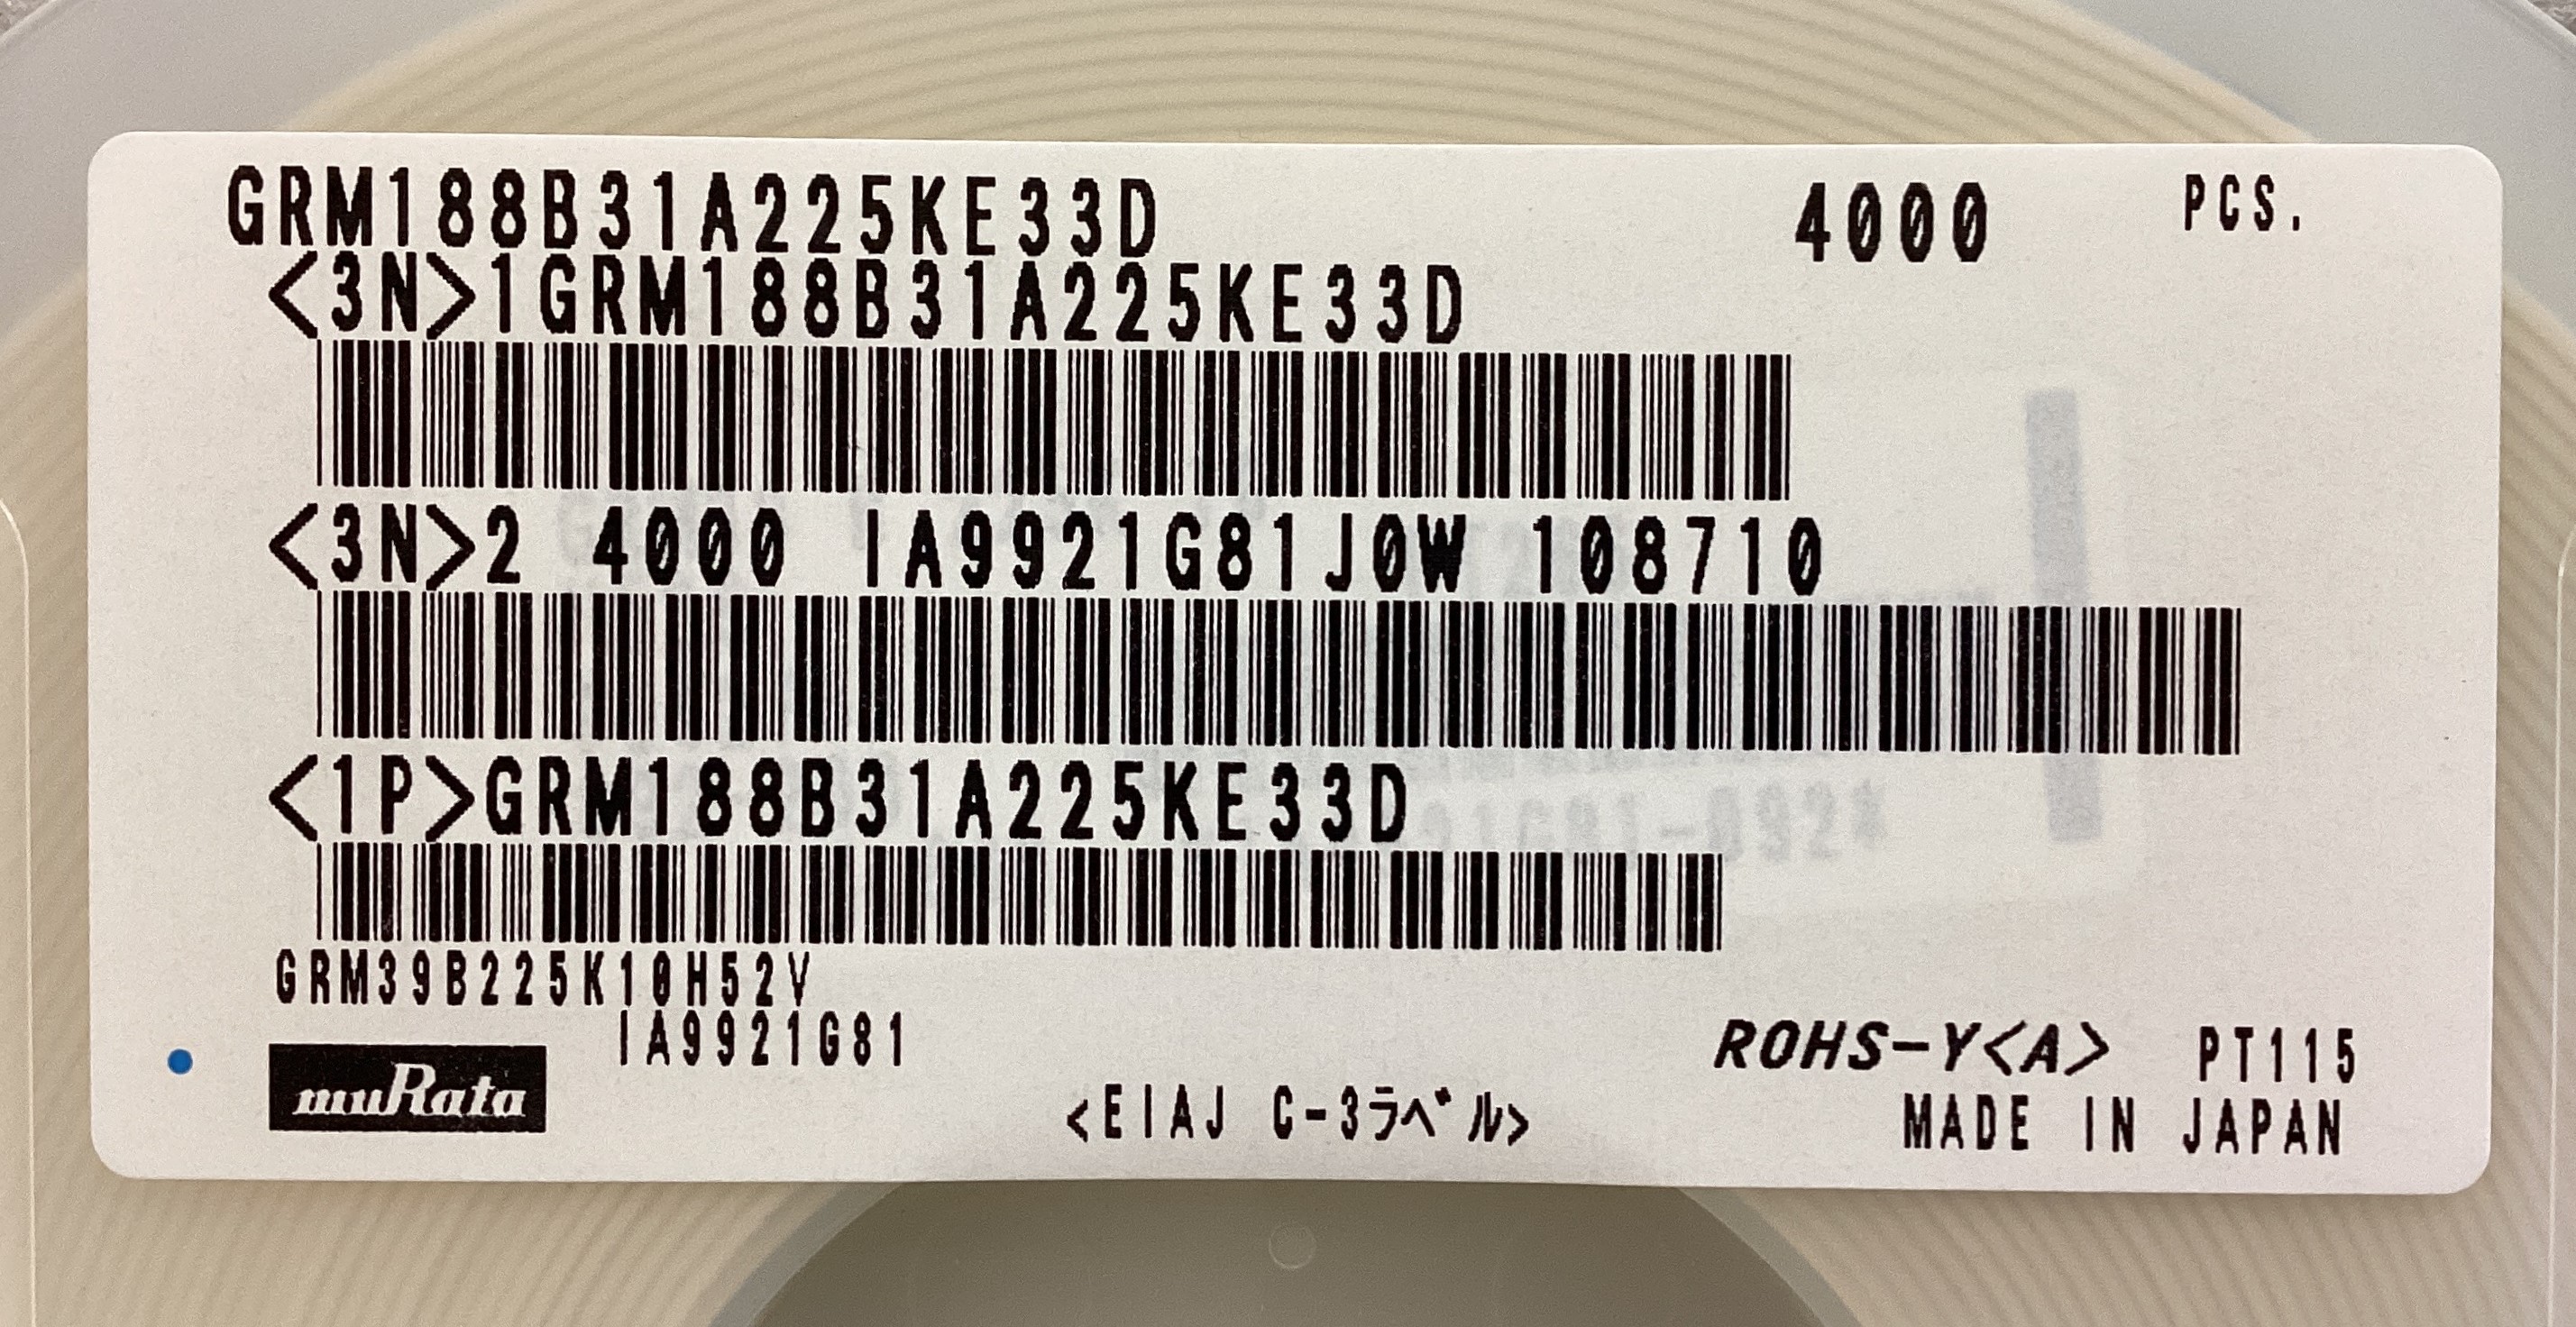 GRM188B31A225KE33D 4000 PCS.
<3N>1GRM188B31A225KE33D
<3N>2 4000 IA9921G81J0W 108710
<1P>GRM188B31A225KE33D
GRM39B225K10H52V
IA9921G81
ROHS-Y<A> PT115
muRata
<EIAJ C-3ラベル>
MADE IN JAPAN